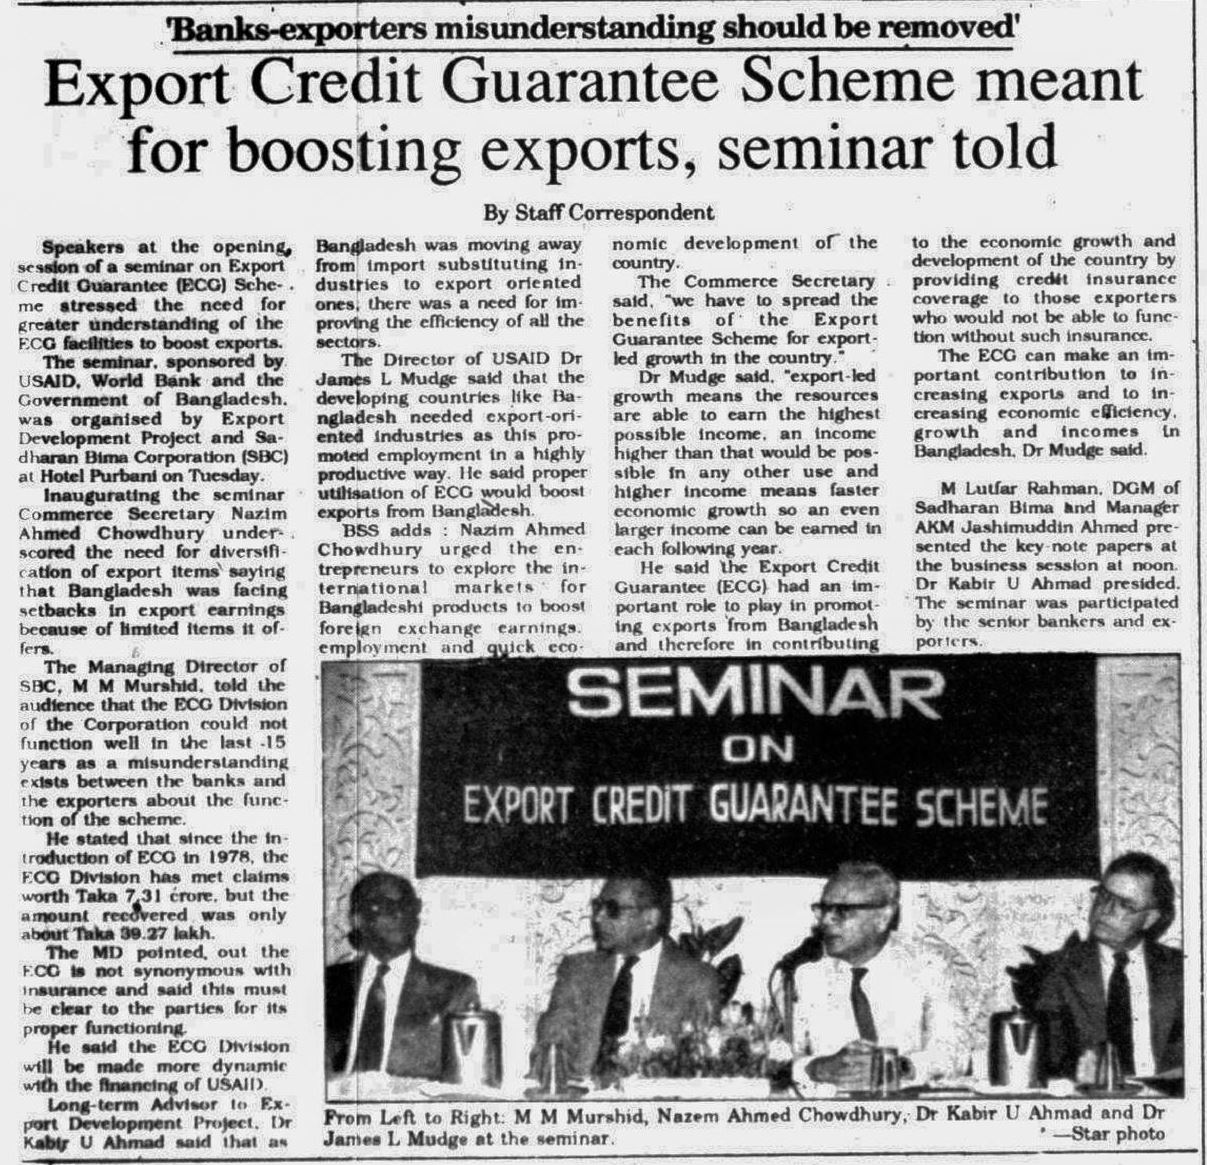 'Banks-exporters misunderstanding should be removed'
Export Credit Guarantee Scheme meant
for boosting exports, seminar told
By Staff Correspondent
Speakers at the opening
session of a seminar on Export
Credit Guarantee (ECG) Sche-
me stressed the need for
greater understanding of the
ECG facilities to boost exports.
The seminar, sponsored by
USAID, World Bank and the
Government of Bangladesh,
was organised by Export
Development Project and Sa-
dharan Bima Corporation (SBC)
at Hotel Purbani on Tuesday.
Inaugurating the seminar
Commerce Secretary Nazim
Ahmed Chowdhury under-
scored the need for diversifi-
cation of export items saying
that Bangladesh was facing
setbacks in export earnings
because of limited items it of-
fers.
The Managing Director of
SBC, M M Murshid, told the
audience that the ECG Division
of the Corporation could not
function well in the last 15
years as a misunderstanding
exists between the banks and
the exporters about the func-
tion of the scheme.
He stated that since the in-
troduction of ECG in 1978, the
ECG Division has met claims
worth Taka 7.31 crore, but the
amount recovered was only
about Taka 39.27 lakh.
The MD pointed, out the
ECG is not synonymous with
insurance and said this must
be clear to the parties for its
proper functioning.
He said the ECG Division
will be made more dynamic
with the financing of USAID.
Long-term Advisor to Ex-
port Development Project, Dr
Kabir U Ahmad said that as
Bangladesh was moving away
from import substituting in-
dustries to export oriented
ones, there was a need for im-
proving the efficiency of all the
sectors.
The Director of USAID Dr
James L Mudge said that the
developing countries like Ba-
ngladesh needed export-ori-
ented industries as this pro-
moted employment in a highly
productive way. He said proper
utilisation of ECG would boost
exports from Bangladesh.
BSS adds : Nazim Ahmed
Chowdhury urged the en-
trepreneurs to explore the in-
ternational markets for
Bangladeshi products to boost
foreign exchange earnings,
employment and quick eco-
nomic development of the
country.
The Commerce Secretary
said, "we have to spread the
benefits of the Export
Guarantee Scheme for export-
led growth in the country."
Dr Mudge said, "export-led
growth means the resources
are able to earn the highest
possible income, an income
higher than that would be pos-
sible in any other use and
higher income means faster
economic growth so an even
larger income can be earned in
each following year.
He said the Export Credit
Guarantee (ECG) had an im-
portant role to play in promot-
ing exports from Bangladesh
and therefore in contributing
to the economic growth and
development of the country by
providing credit insurance
coverage to those exporters
who would not be able to func-
tion without such insurance.
The ECG can make an im-
portant contribution to in-
creasing exports and to in-
creasing economic efficiency,
growth and incomes in
Bangladesh, Dr Mudge said.
M Lutfar Rahman, DGM of
Sadharan Bima and Manager
AKM Jashimuddin Ahmed pre-
sented the key note papers at
the business session at noon.
Dr Kabir U Ahmad presided.
The seminar was participated
by the senior bankers and ex-
porters.
SEMINAR
ON
EXPORT CREDIT GUARANTEE SCHEME
From Left to Right: M M Murshid, Nazem Ahmed Chowdhury, Dr Kabir U Ahmad and Dr
James L Mudge at the seminar.
—Star photo